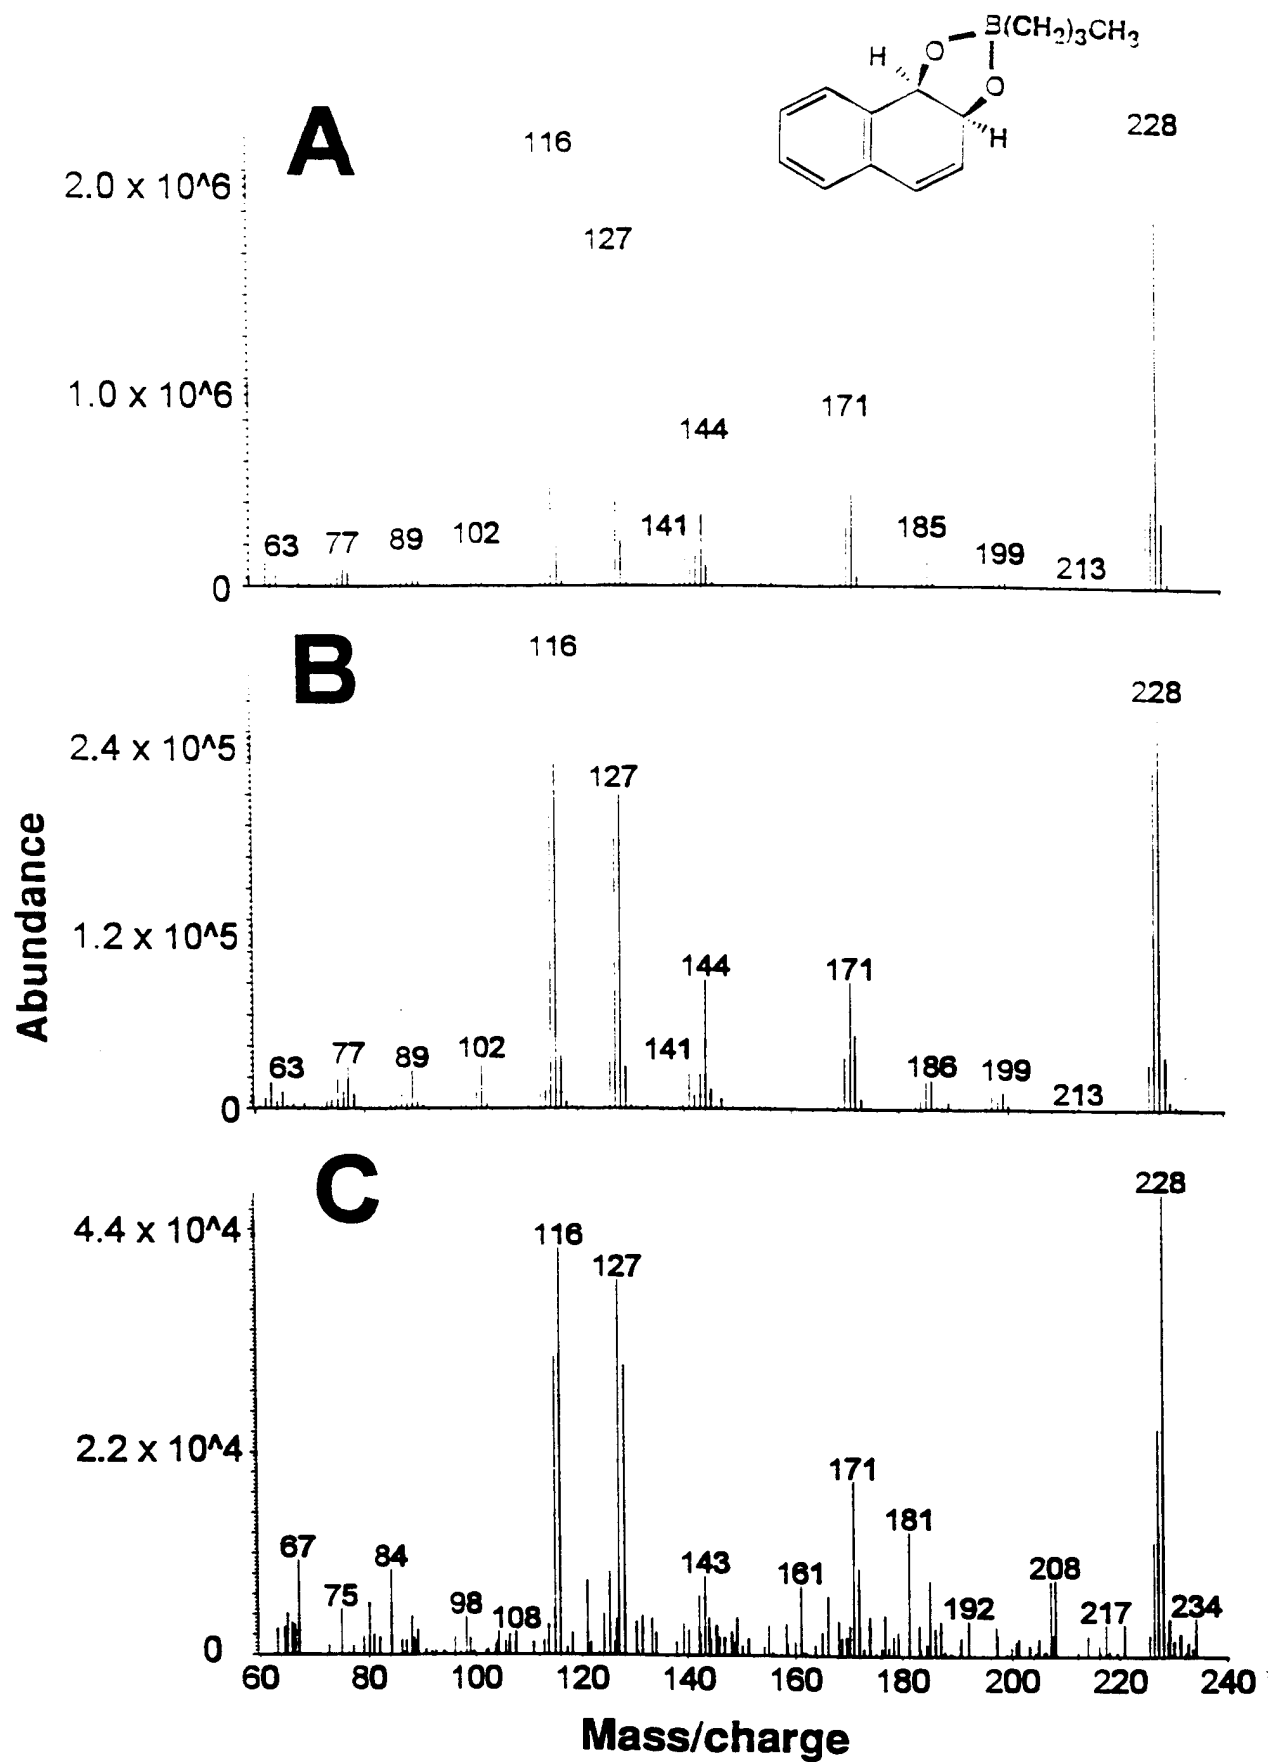 B(CH2)3CH3
O
H
O
H
A
116
228
2.0 x 10^6
127
1.0 x 10^6
171
144
63
77
89
102
141
185
199
213
0
B
116
228
2.4 x 10^5
127
1.2 x 10^5
144
171
63
77
89
102
141
186
199
213
0
C
228
4.4 x 10^4
116
127
2.2 x 10^4
171
181
67
84
75
98
108
143
161
192
208
217
234
0
60 80 100 120 140 160 180 200 220 240
Mass/charge
Abundance